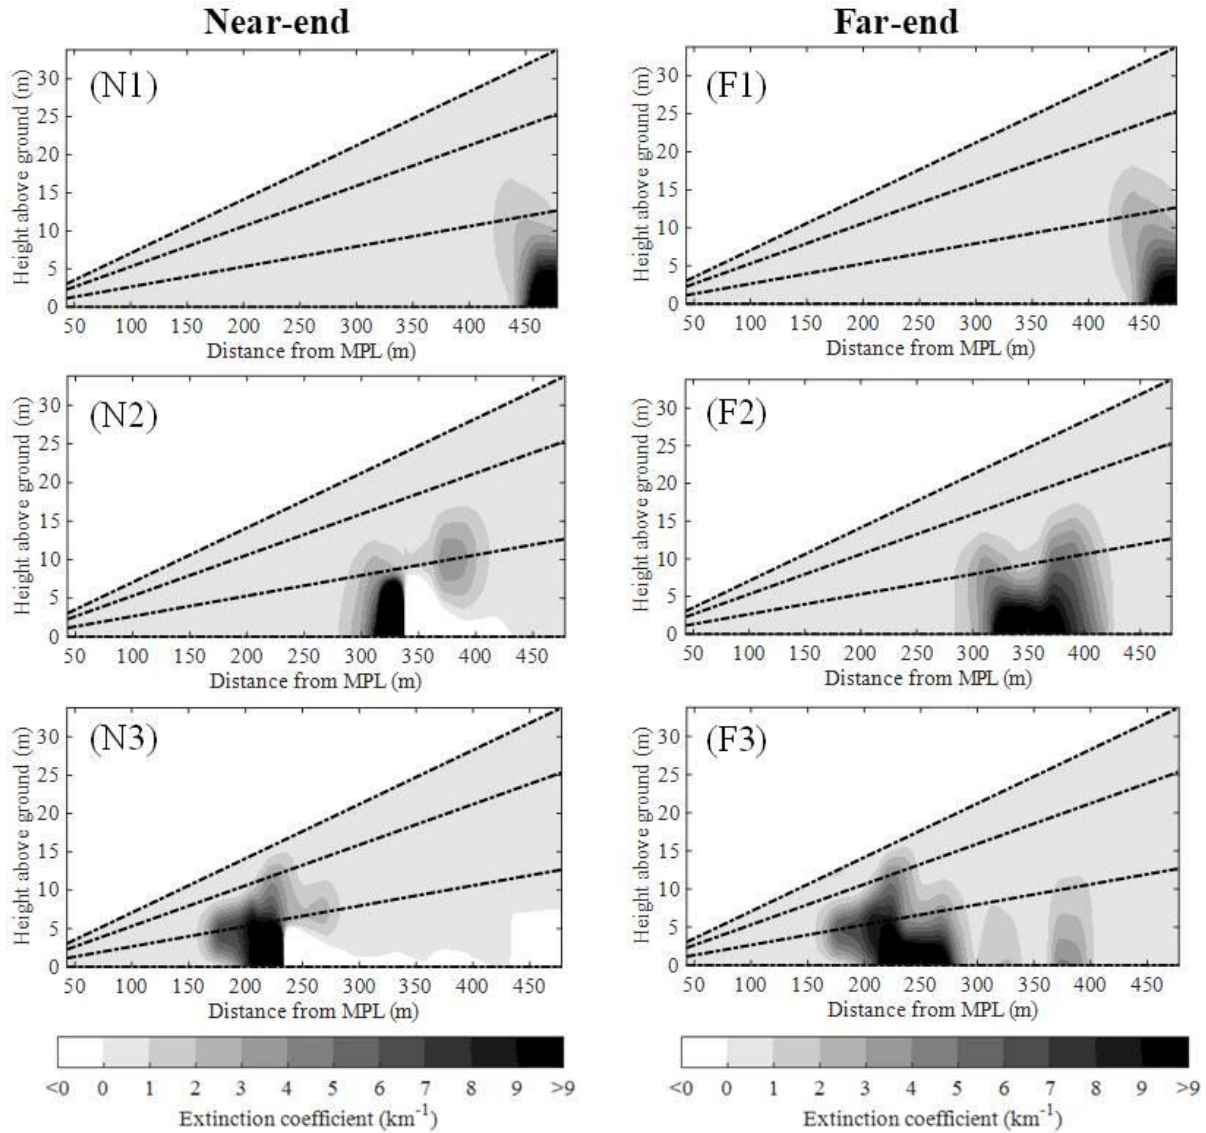 Near-end
Far-end
(N1)
Height above ground (m)
30
25
20
15
10
5
0
50 100 150 200 250 300 350 400 450
Distance from MPL (m)
(F1)
Height above ground (m)
30
25
20
15
10
5
0
50 100 150 200 250 300 350 400 450
Distance from MPL (m)
(N2)
Height above ground (m)
30
25
20
15
10
5
0
50 100 150 200 250 300 350 400 450
Distance from MPL (m)
(F2)
Height above ground (m)
30
25
20
15
10
5
0
50 100 150 200 250 300 350 400 450
Distance from MPL (m)
(N3)
Height above ground (m)
30
25
20
15
10
5
0
50 100 150 200 250 300 350 400 450
Distance from MPL (m)
(F3)
Height above ground (m)
30
25
20
15
10
5
0
50 100 150 200 250 300 350 400 450
Distance from MPL (m)
<0 0 1 2 3 4 5 6 7 8 9 >9
Extinction coefficient (km⁻¹)
<0 0 1 2 3 4 5 6 7 8 9 >9
Extinction coefficient (km⁻¹)